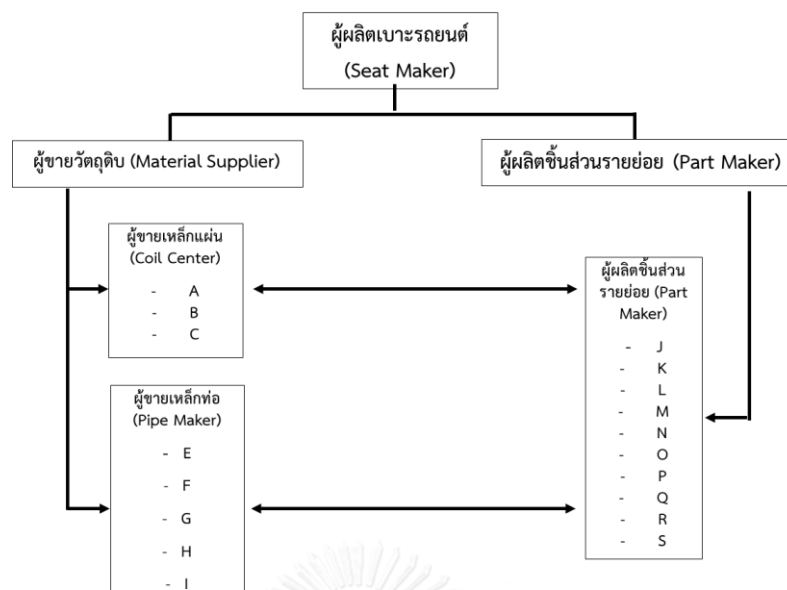 ผู้ผลิตเบาะรถยนต์
(Seat Maker)
ผู้ขายวัตถุดิบ (Material Supplier)
ผู้ผลิตชิ้นส่วนรายย่อย (Part Maker)
ผู้ขายเหล็กแผ่น
(Coil Center)
- A
- B
- C
ผู้ขายเหล็กท่อ
(Pipe Maker)
- E
- F
- G
- H
- I
ผู้ผลิตชิ้นส่วน
รายย่อย (Part
Maker)
- J
- K
- L
- M
- N
- O
- P
- Q
- R
- S